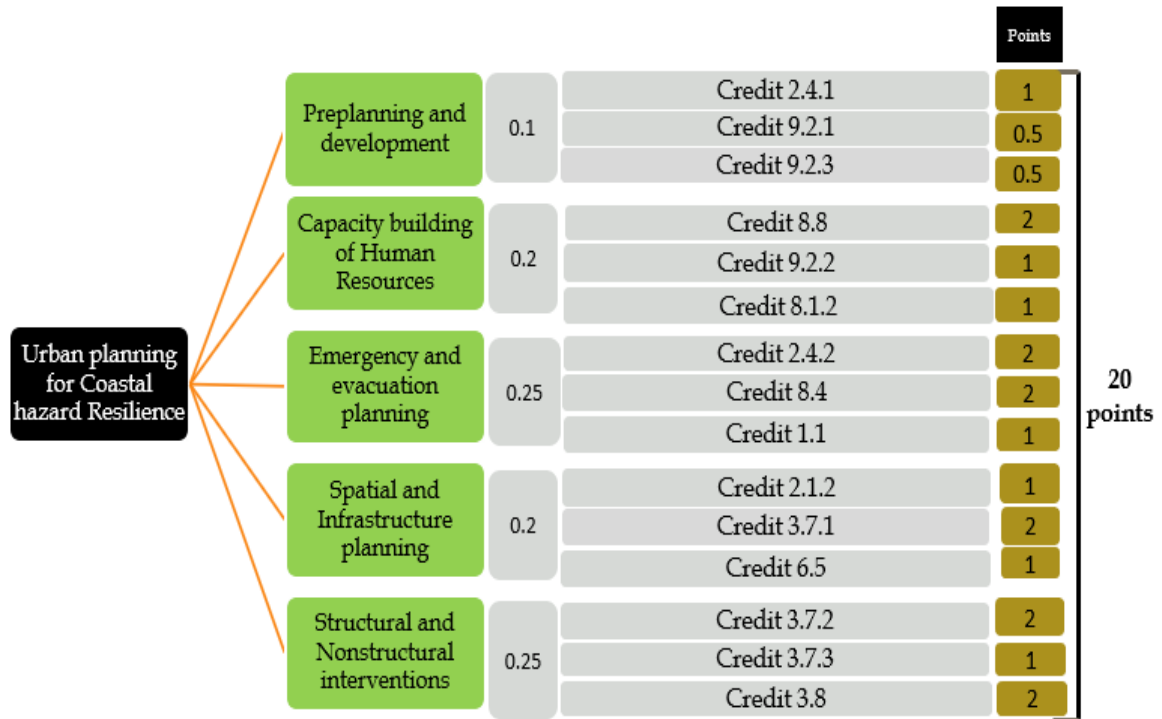 Points
Urban planning
for Coastal
hazard Resilience
Preplanning and
development
0.1
Credit 2.4.1
1
Credit 9.2.1
0.5
Credit 9.2.3
0.5
Capacity building
of Human
Resources
0.2
Credit 8.8
2
Credit 9.2.2
1
Credit 8.1.2
1
Emergency and
evacuation
planning
0.25
Credit 2.4.2
2
Credit 8.4
2
Credit 1.1
1
Spatial and
Infrastructure
planning
0.2
Credit 2.1.2
1
Credit 3.7.1
2
Credit 6.5
1
Structural and
Nonstructural
interventions
0.25
Credit 3.7.2
2
Credit 3.7.3
1
Credit 3.8
2
20
points